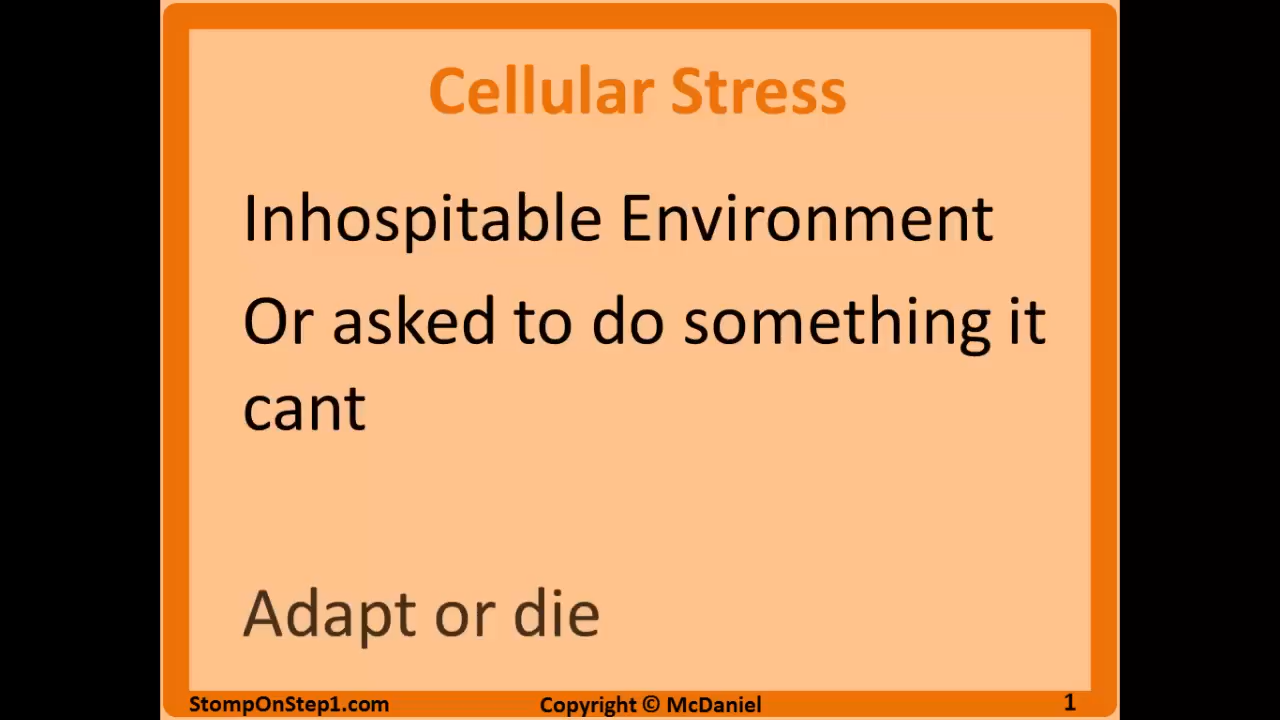 Cellular Stress
Inhospitable Environment
Or asked to do something it
cant
Adapt or die
StompOnStep1.com Copyright © McDaniel 1